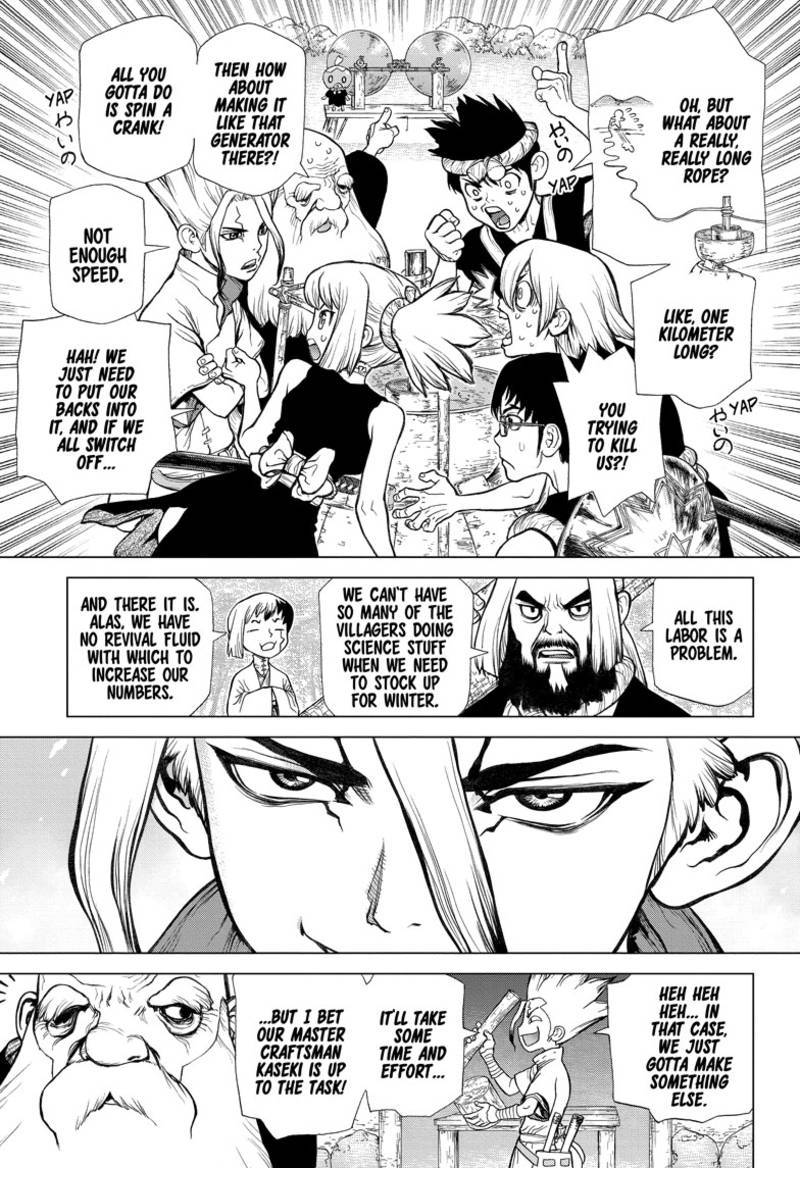 OH, BUT
WHAT ABOUT
A REALLY,
REALLY LONG
ROPE?
LIKE, ONE
KILOMETER
LONG?
やいの
YAP
YOU
TRYING
TO KILL
US?!
やいの
YAP
THEN HOW
ABOUT
MAKING IT
LIKE THAT
GENERATOR
THERE?!
ALL YOU
GOTTA DO
IS SPIN A
CRANK!
やいの
YAP
NOT
ENOUGH
SPEED.
HAH! WE
JUST NEED
TO PUT OUR
BACKS INTO
IT, AND IF WE
ALL SWITCH
OFF...
ALL THIS
LABOR IS A
PROBLEM.
WE CAN'T HAVE
SO MANY OF THE
VILLAGERS DOING
SCIENCE STUFF
WHEN WE NEED
TO STOCK UP
FOR WINTER.
AND THERE IT IS.
ALAS, WE HAVE
NO REVIVAL FLUID
WITH WHICH TO
INCREASE OUR
NUMBERS.
HEH HEH
HEH... IN
THAT CASE,
WE JUST
GOTTA MAKE
SOMETHING
ELSE.
IT'LL TAKE
SOME
TIME AND
EFFORT...
...BUT I BET
OUR MASTER
CRAFTSMAN
KASEKI IS UP
TO THE TASK!